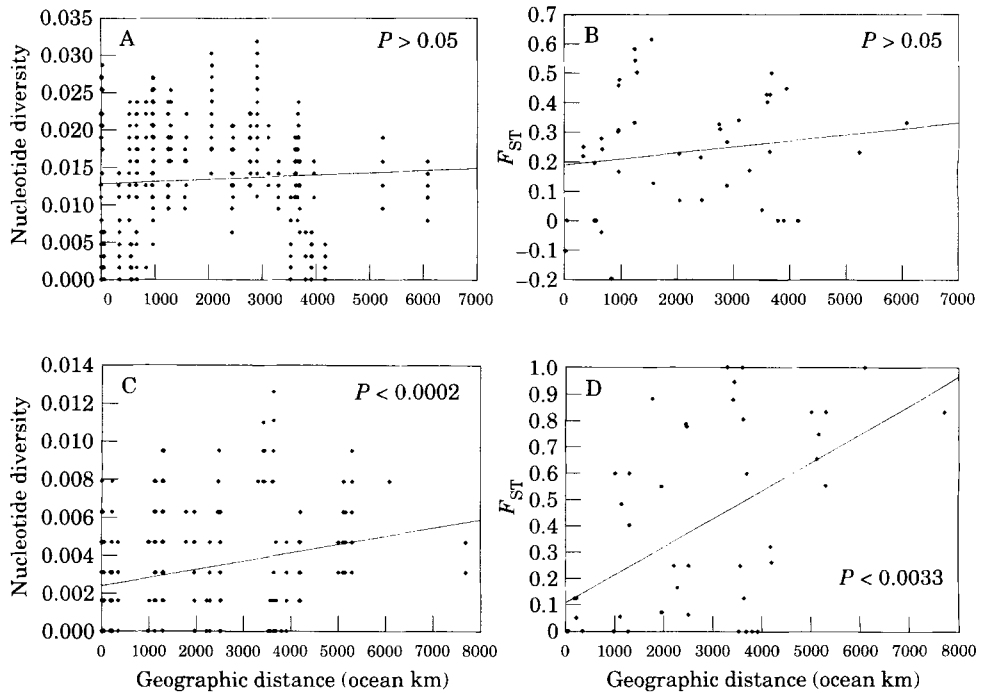 A
P > 0.05
Nucleotide diversity
0.035
0.030
0.025
0.020
0.015
0.010
0.005
0.000
0 1000 2000 3000 4000 5000 6000 7000
B
P > 0.05
FST
0.7
0.6
0.5
0.4
0.3
0.2
0.1
0
−0.1
−0.2
0 1000 2000 3000 4000 5000 6000 7000
C
P < 0.0002
Nucleotide diversity
0.014
0.012
0.010
0.008
0.006
0.004
0.002
0.000
0 1000 2000 3000 4000 5000 6000 7000 8000
Geographic distance (ocean km)
D
P < 0.0033
FST
1.0
0.9
0.8
0.7
0.6
0.5
0.4
0.3
0.2
0.1
0
0 1000 2000 3000 4000 5000 6000 7000 8000
Geographic distance (ocean km)